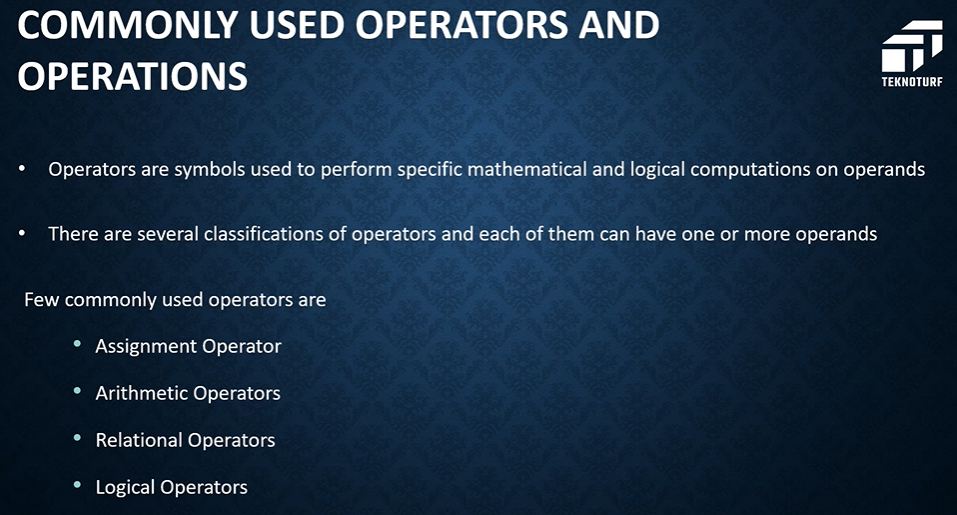 COMMONLY USED OPERATORS AND
OPERATIONS
TEKNOTURF
• Operators are symbols used to perform specific mathematical and logical computations on operands
• There are several classifications of operators and each of them can have one or more operands
Few commonly used operators are
• Assignment Operator
• Arithmetic Operators
• Relational Operators
• Logical Operators